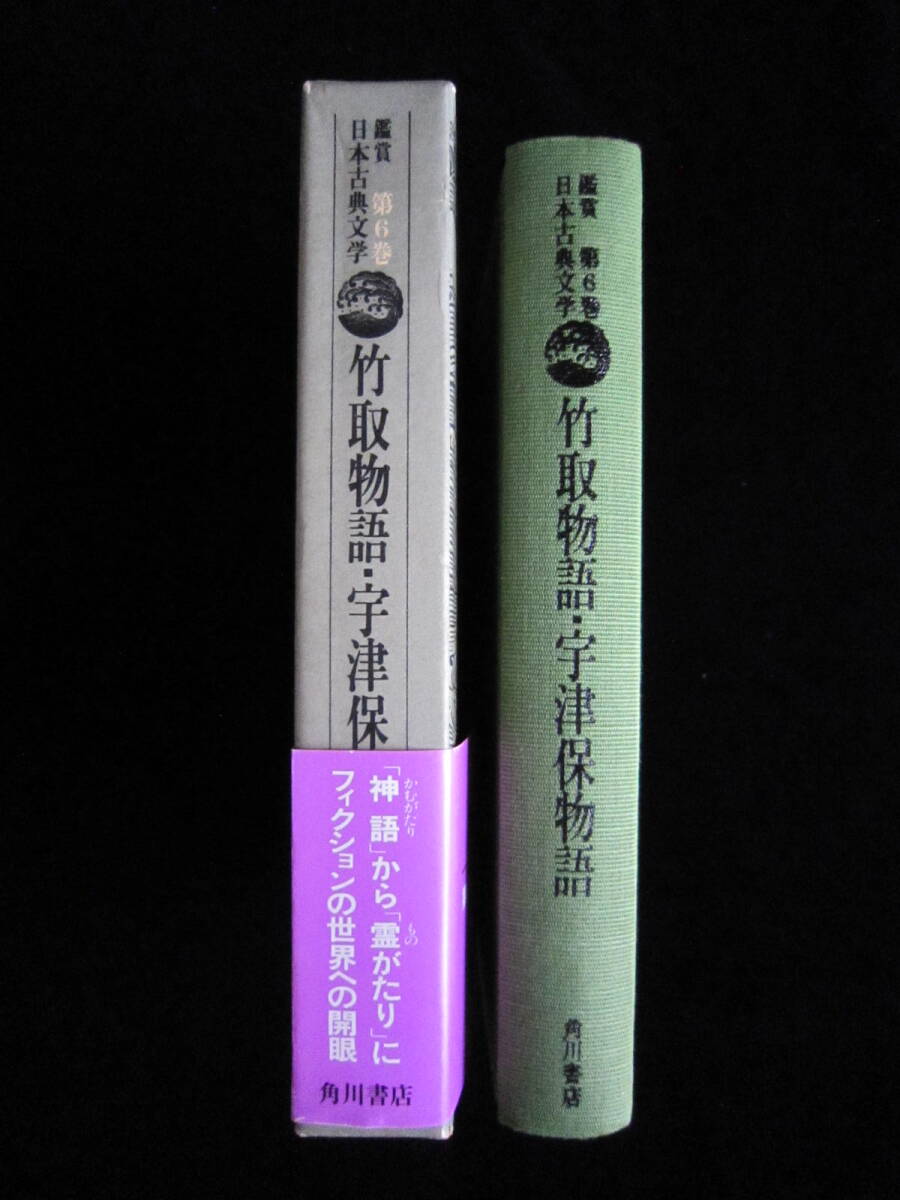 鑑賞 第6巻
日本古典文学
竹取物語・宇津保
「神語」から「霊がたり」に
かむがたり
もの
フィクションの世界への開眼
角川書店
鑑賞 第6巻
日本古典文学
竹取物語・宇津保物語
角川書店